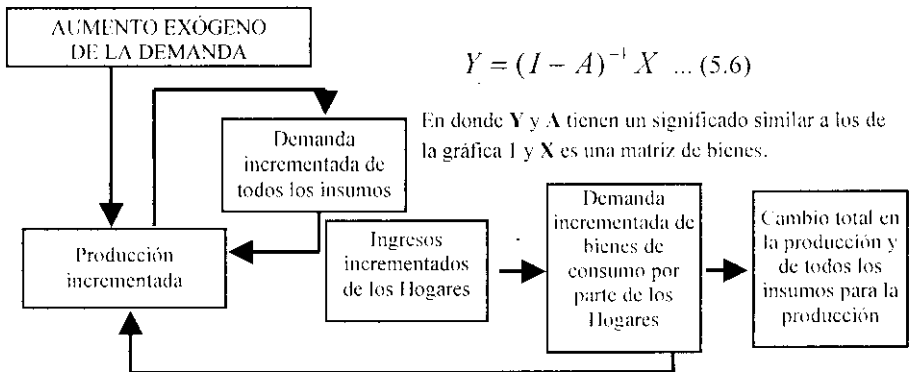 AUMENTO EXÓGENO
DE LA DEMANDA
Y = (I − A)⁻¹ X ... (5.6)
En donde Y y A tienen un significado similar a los de
la gráfica 1 y X es una matriz de bienes.
Demanda
incrementada de
todos los insumos
Producción
incrementada
Ingresos
incrementados
de los Hogares
Demanda
incrementada de
bienes de
consumo por
parte de los
Hogares
Cambio total en
la producción y
de todos los
insumos para la
producción